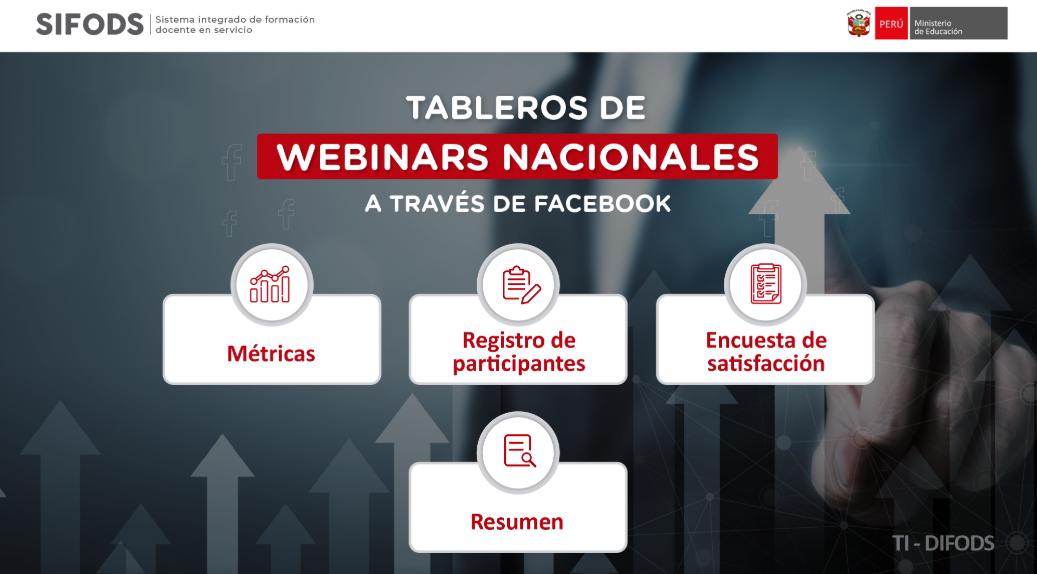 SIFODS
Sistema integrado de formación
docente en servicio
PERÚ
Ministerio
de Educación
TABLEROS DE
WEBINARS NACIONALES
A TRAVÉS DE FACEBOOK
Métricas
Registro de
participantes
Encuesta de
satisfacción
Resumen
TI - DIFODS